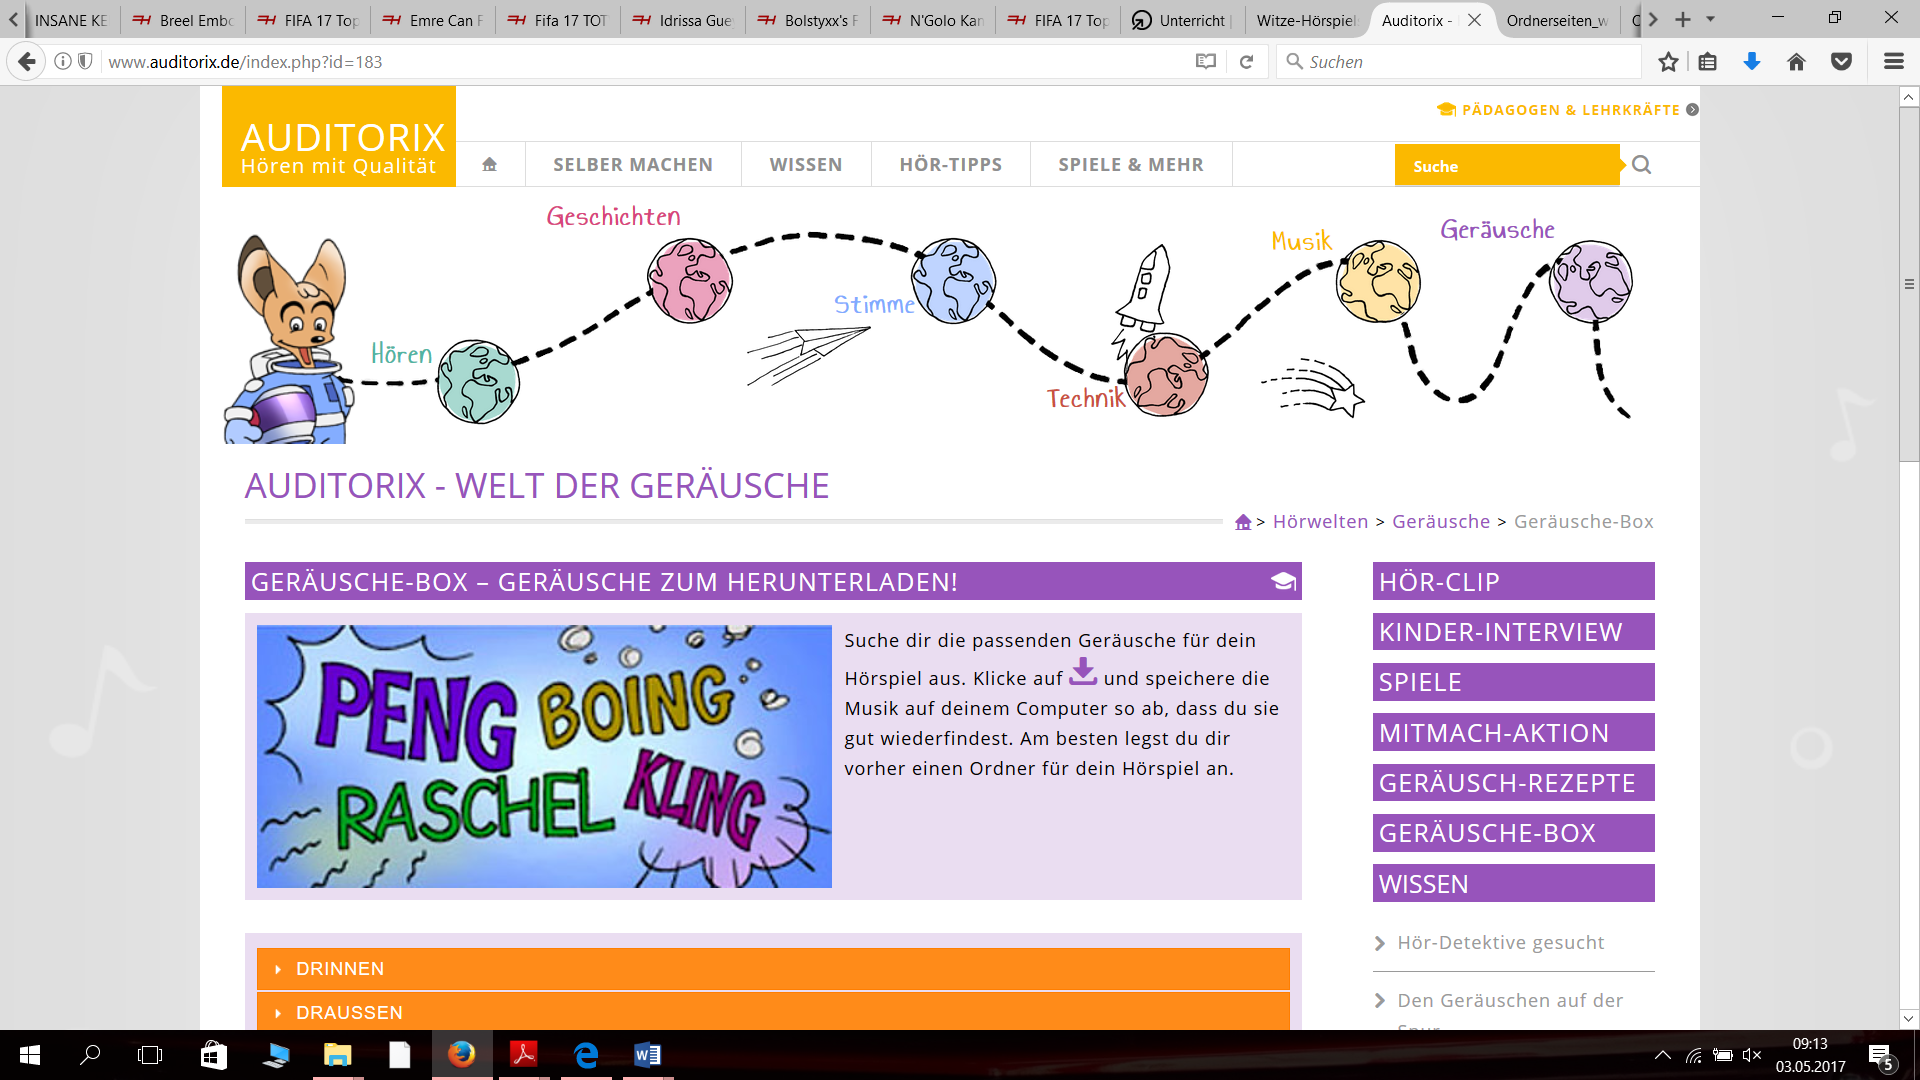 INSANE KE
Breel Embo
FIFA 17 Top
Emre Can F
Fifa 17 TOT
Idrissa Gue
Bolstyxx's F
N'Golo Kan
FIFA 17 Top
Unterricht |
Witze-Hörspiel
Auditorix -
Ordnerseiten_w
www.auditorix.de/index.php?id=183
Suchen
PÄDAGOGEN & LEHRKRÄFTE
AUDITORIX
Hören mit Qualität
SELBER MACHEN
WISSEN
HÖR-TIPPS
SPIELE & MEHR
Suche
Geschichten
Geräusche
Musik
Stimme
Hören
Technik
AUDITORIX - WELT DER GERÄUSCHE
> Hörwelten > Geräusche > Geräusche-Box
GERÄUSCHE-BOX – GERÄUSCHE ZUM HERUNTERLADEN!
PENG BOING
RASCHEL KLING
Suche dir die passenden Geräusche für dein
Hörspiel aus. Klicke auf und speichere die
Musik auf deinem Computer so ab, dass du sie
gut wiederfindest. Am besten legst du dir
vorher einen Ordner für dein Hörspiel an.
DRINNEN
DRAUSSEN
HÖR-CLIP
KINDER-INTERVIEW
SPIELE
MITMACH-AKTION
GERÄUSCH-REZEPTE
GERÄUSCHE-BOX
WISSEN
Hör-Detektive gesucht
Den Geräuschen auf der
Spur
09:13
03.05.2017
5